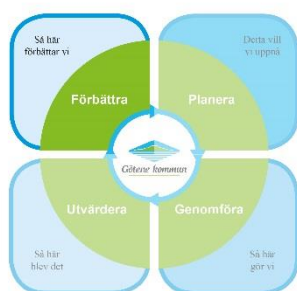 Så här
förbättrar vi
Detta vill
vi uppnå
Förbättra
Planera
Götene kommun
Utvärdera
Genomföra
Så här
blev det
Så här
gör vi